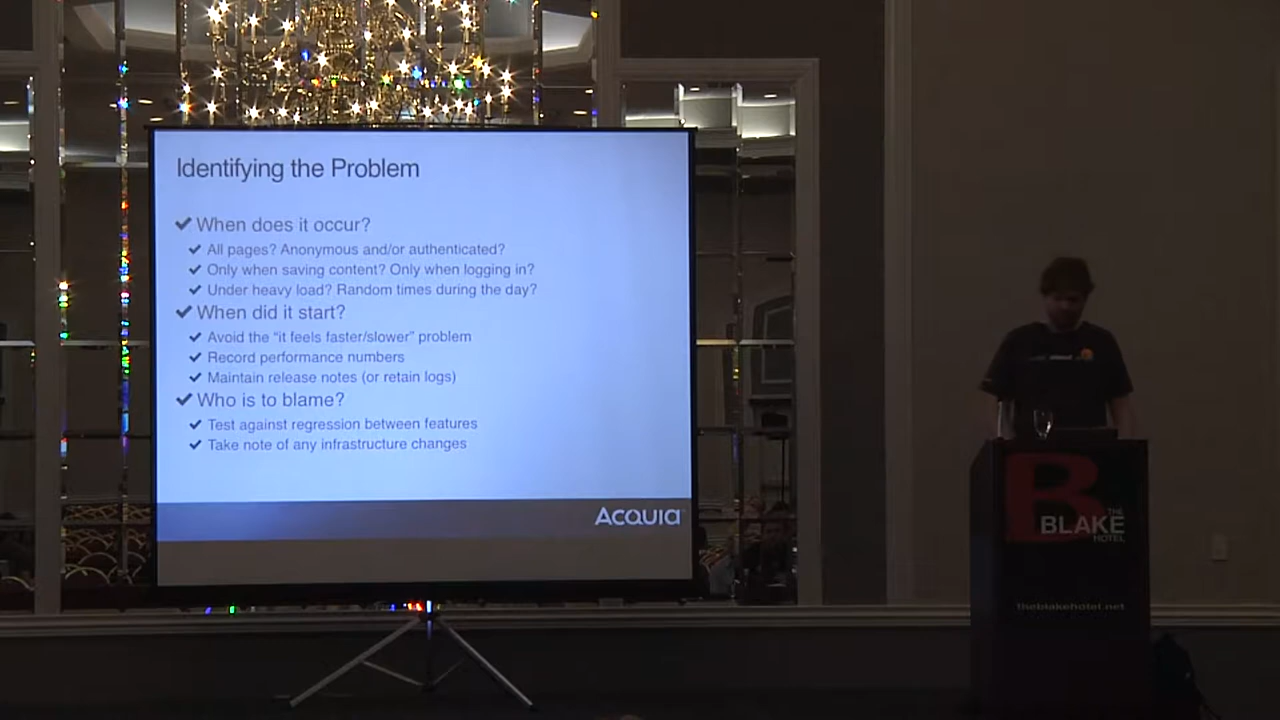 Identifying the Problem
When does it occur?
All pages? Anonymous and/or authenticated?
Only when saving content? Only when logging in?
Under heavy load? Random times during the day?
When did it start?
Avoid the “it feels faster/slower” problem
Record performance numbers
Maintain release notes (or retain logs)
Who is to blame?
Test against regression between features
Take note of any infrastructure changes
ACQUIA
B
THE
BLAKE
HOTEL
theblakehotel.net